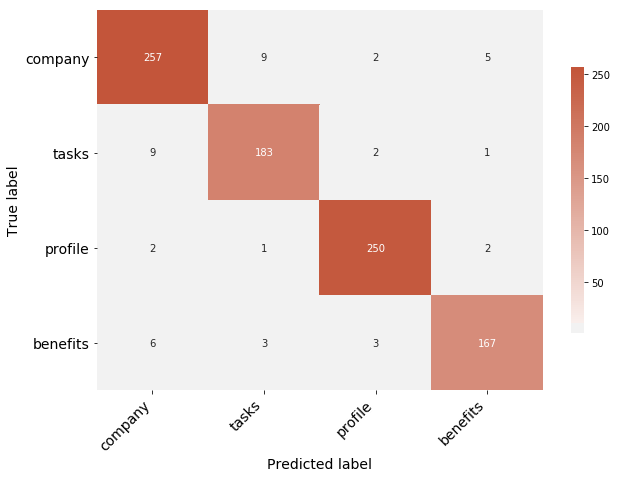 company 257 9 2 5
tasks 9 183 2 1
profile 2 1 250 2
benefits 6 3 3 167
company tasks profile benefits
Predicted label
True label
250
200
150
100
50